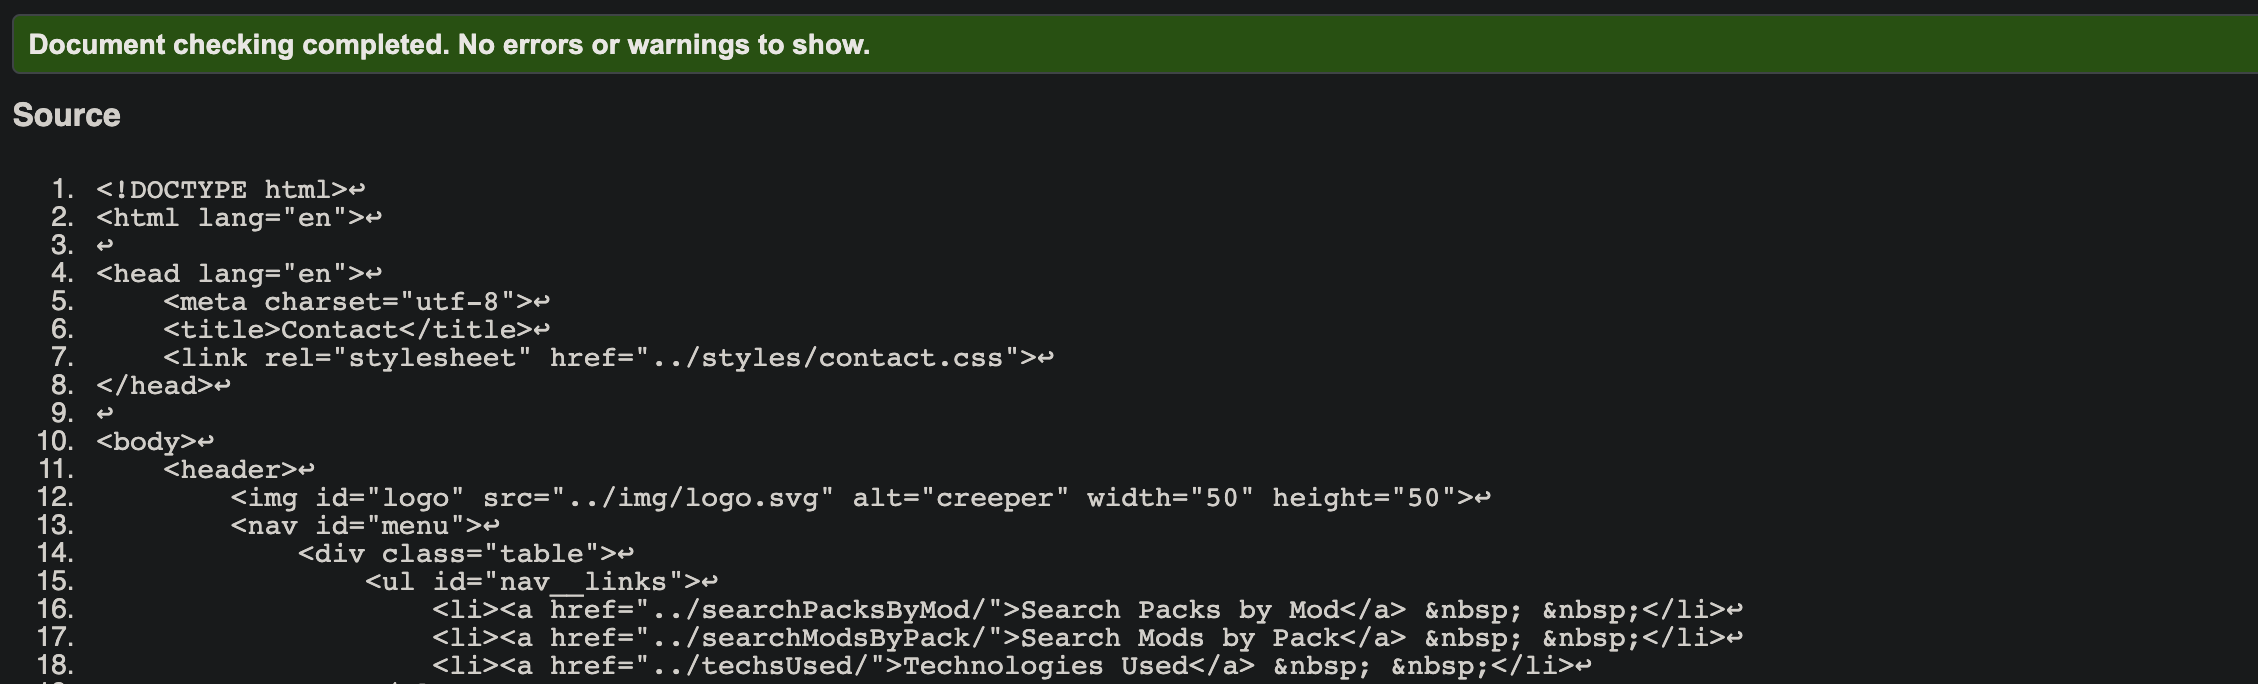 Document checking completed. No errors or warnings to show.
Source
1. <!DOCTYPE html>↩
2. <html lang="en">↩
3. ↩
4. <head lang="en">↩
5.     <meta charset="utf-8">↩
6.     <title>Contact</title>↩
7.     <link rel="stylesheet" href="../styles/contact.css">↩
8. </head>↩
9. ↩
10. <body>↩
11.     <header>↩
12.         <img id="logo" src="../img/logo.svg" alt="creeper" width="50" height="50">↩
13.         <nav id="menu">↩
14.             <div class="table">↩
15.                 <ul id="nav__links">↩
16.                     <li><a href="../searchPacksByMod/">Search Packs by Mod</a> &nbsp; &nbsp;</li>↩
17.                     <li><a href="../searchModsByPack/">Search Mods by Pack</a> &nbsp; &nbsp;</li>↩
18.                     <li><a href="../techsUsed/">Technologies Used</a> &nbsp; &nbsp;</li>↩